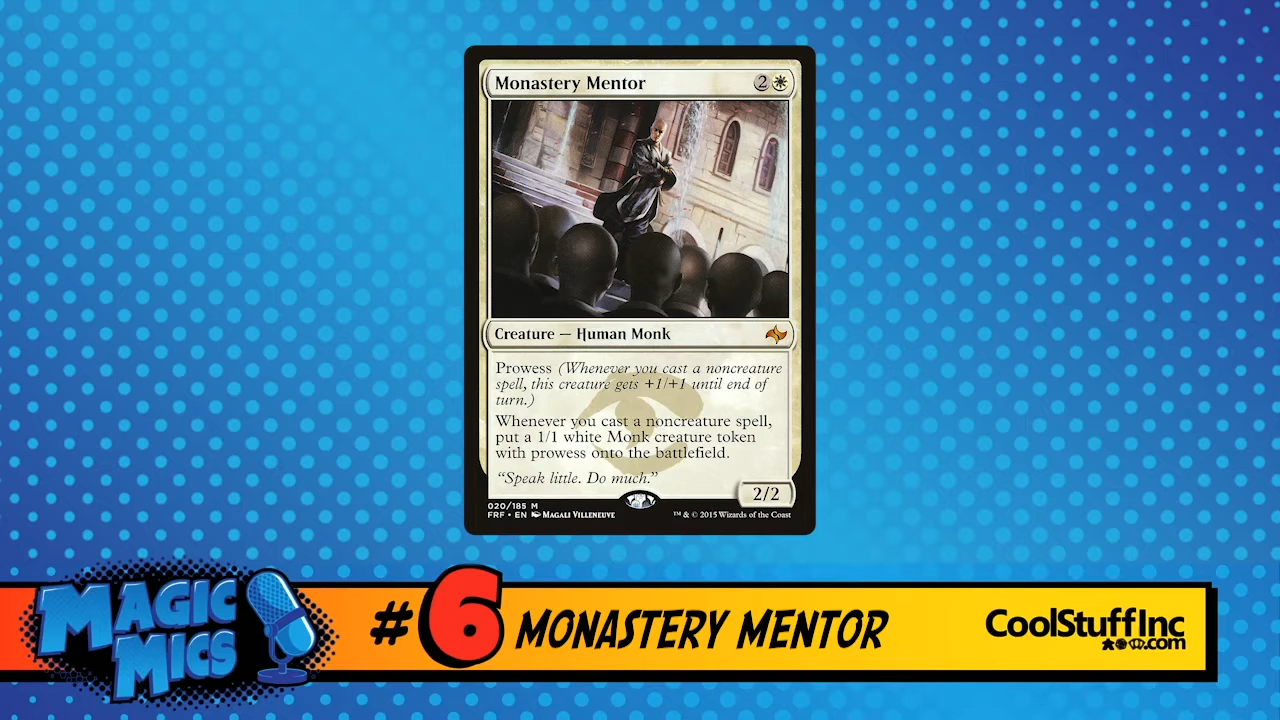 Monastery Mentor 2
Creature — Human Monk
Prowess (Whenever you cast a noncreature
spell, this creature gets +1/+1 until end of
turn.)
Whenever you cast a noncreature spell,
put a 1/1 white Monk creature token
with prowess onto the battlefield.
“Speak little. Do much.”
2/2
020/185 M
FRF • EN Magali Villeneuve
™ & © 2015 Wizards of the Coast
MAGIC
MICS
#6 MONASTERY MENTOR
CoolStuffInc
.com